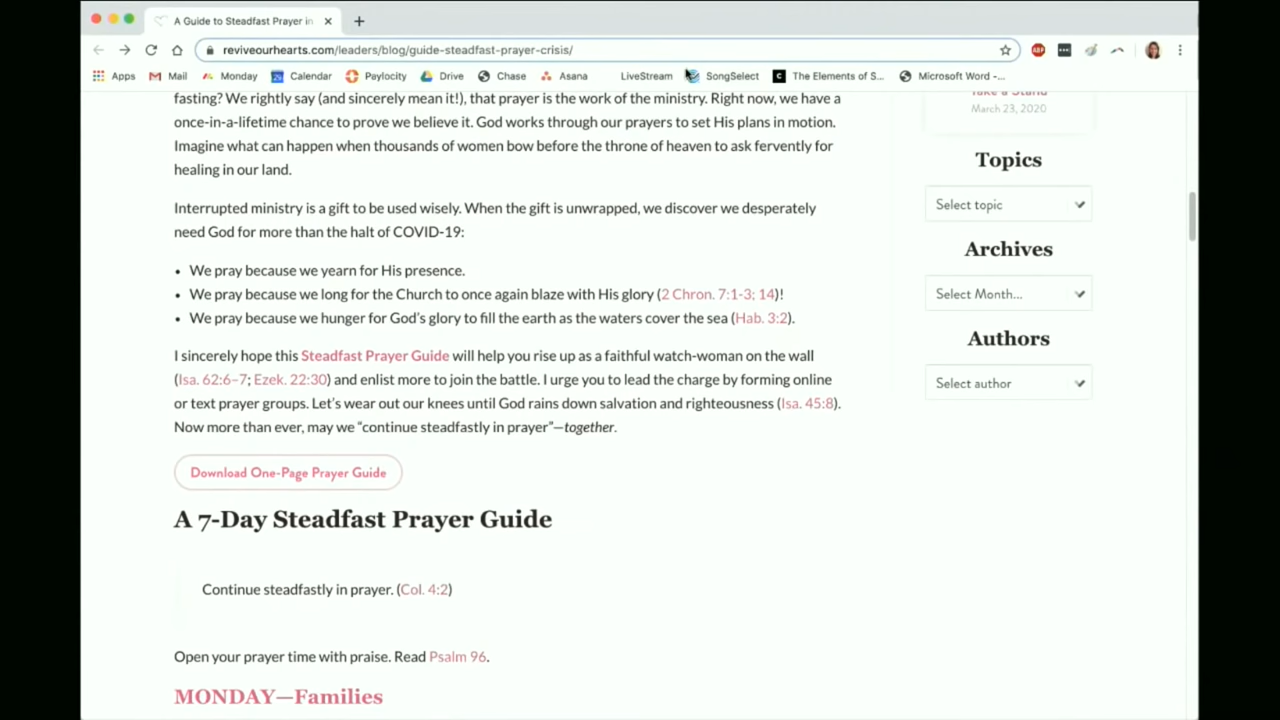 A Guide to Steadfast Prayer in
reviveourhearts.com/leaders/blog/guide-steadfast-prayer-crisis/
ABP
Apps Mail Monday Calendar Paylocity Drive Chase Asana LiveStream SongSelect The Elements of S... Microsoft Word -...
fasting? We rightly say (and sincerely mean it!), that prayer is the work of the ministry. Right now, we have a
once-in-a-lifetime chance to prove we believe it. God works through our prayers to set His plans in motion.
Imagine what can happen when thousands of women bow before the throne of heaven to ask fervently for
healing in our land.
Interrupted ministry is a gift to be used wisely. When the gift is unwrapped, we discover we desperately
need God for more than the halt of COVID-19:
• We pray because we yearn for His presence.
• We pray because we long for the Church to once again blaze with His glory (2 Chron. 7:1-3; 14)!
• We pray because we hunger for God's glory to fill the earth as the waters cover the sea (Hab. 3:2).
I sincerely hope this Steadfast Prayer Guide will help you rise up as a faithful watch-woman on the wall
(Isa. 62:6–7; Ezek. 22:30) and enlist more to join the battle. I urge you to lead the charge by forming online
or text prayer groups. Let's wear out our knees until God rains down salvation and righteousness (Isa. 45:8).
Now more than ever, may we "continue steadfastly in prayer"—together.
Download One-Page Prayer Guide
A 7-Day Steadfast Prayer Guide
Continue steadfastly in prayer. (Col. 4:2)
Open your prayer time with praise. Read Psalm 96.
MONDAY—Families
Take a Stand
March 23, 2020
Topics
Select topic
Archives
Select Month...
Authors
Select author